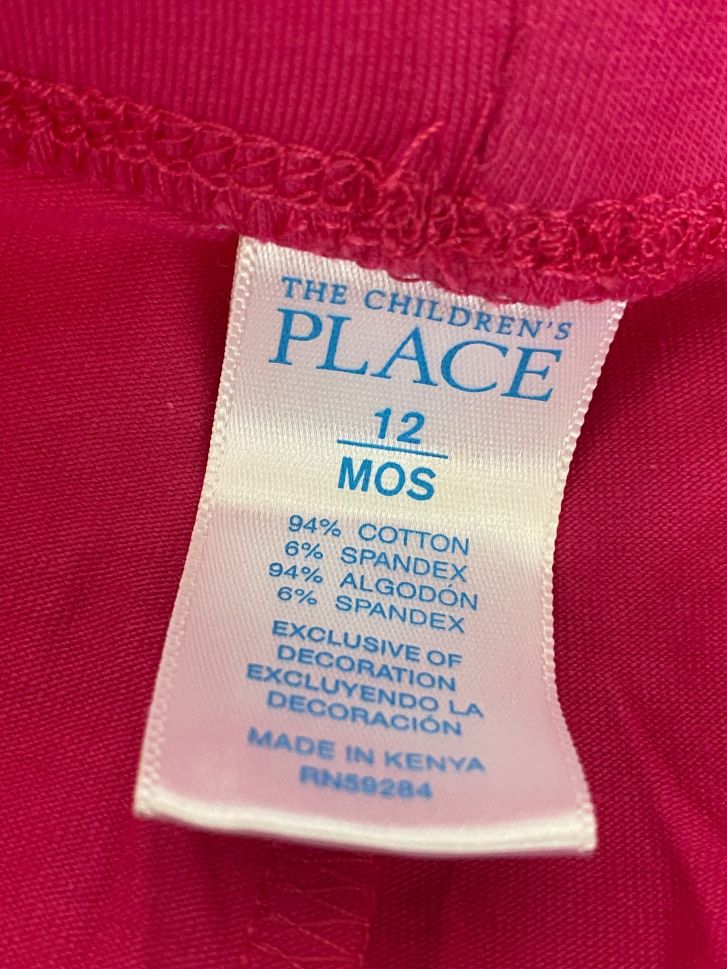 THE CHILDREN'S
PLACE
12
MOS
94% COTTON
6% SPANDEX
94% ALGODÓN
6% SPANDEX
EXCLUSIVE OF
DECORATION
EXCLUYENDO LA
DECORACIÓN
MADE IN KENYA
RN59284